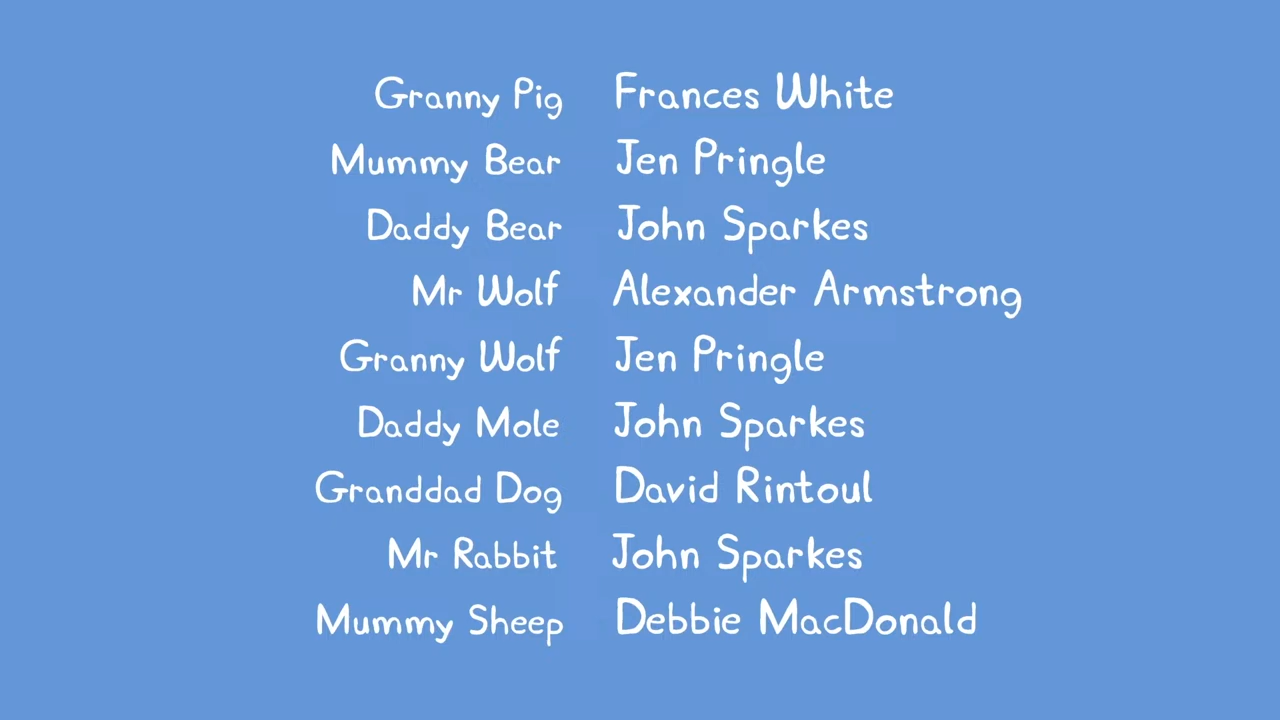 Granny Pig Frances White
Mummy Bear Jen Pringle
Daddy Bear John Sparkes
Mr Wolf Alexander Armstrong
Granny Wolf Jen Pringle
Daddy Mole John Sparkes
Granddad Dog David Rintoul
Mr Rabbit John Sparkes
Mummy Sheep Debbie MacDonald